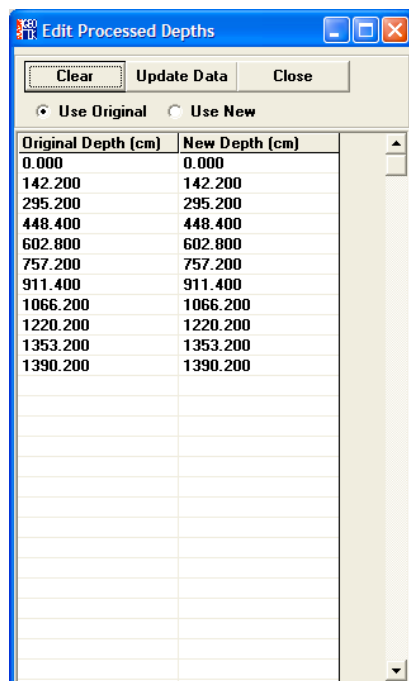 GEO TK Edit Processed Depths
Clear Update Data Close
Use Original Use New
Original Depth (cm) New Depth (cm)
0.000 0.000
142.200 142.200
295.200 295.200
448.400 448.400
602.800 602.800
757.200 757.200
911.400 911.400
1066.200 1066.200
1220.200 1220.200
1353.200 1353.200
1390.200 1390.200